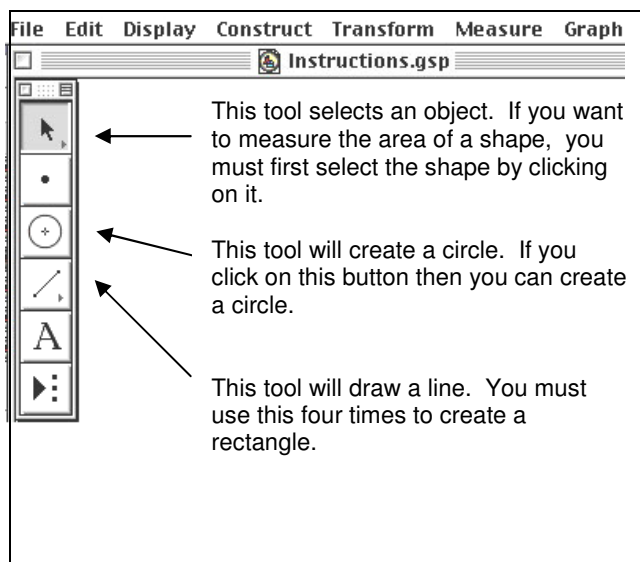 File Edit Display Construct Transform Measure Graph
Instructions.gsp
This tool selects an object. If you want
to measure the area of a shape, you
must first select the shape by clicking
on it.
This tool will create a circle. If you
click on this button then you can create
a circle.
A
This tool will draw a line. You must
use this four times to create a
rectangle.